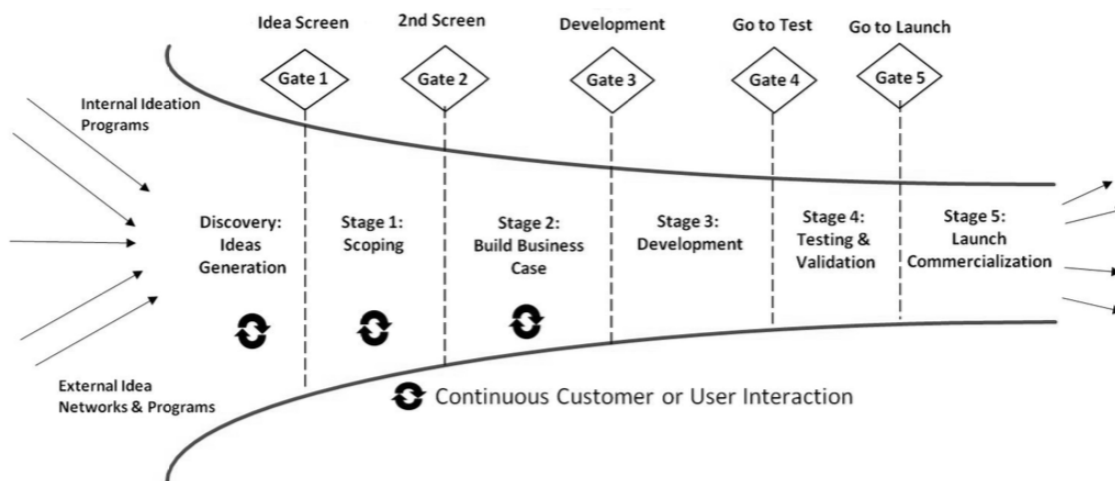 Idea Screen
2nd Screen
Development
Go to Test
Go to Launch
Gate 1
Gate 2
Gate 3
Gate 4
Gate 5
Internal Ideation
Programs
Discovery:
Ideas
Generation
Stage 1:
Scoping
Stage 2:
Build Business
Case
Stage 3:
Development
Stage 4:
Testing &
Validation
Stage 5:
Launch
Commercialization
External Idea
Networks & Programs
Continuous Customer or User Interaction